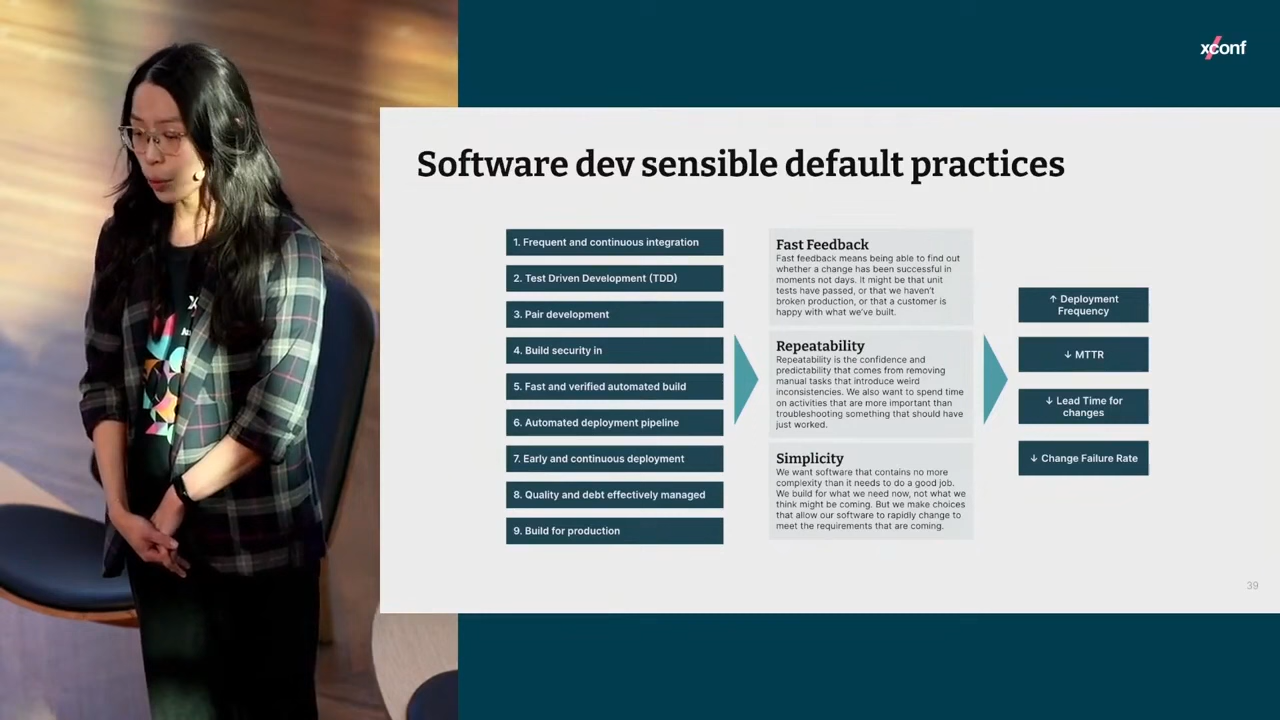 xconf
Software dev sensible default practices
1. Frequent and continuous integration
2. Test Driven Development (TDD)
3. Pair development
4. Build security in
5. Fast and verified automated build
6. Automated deployment pipeline
7. Early and continuous deployment
8. Quality and debt effectively managed
9. Build for production
Fast Feedback
Fast feedback means being able to find out
whether a change has been successful in
moments not days. It might be that unit
tests have passed, or that we haven't
broken production, or that a customer is
happy with what we've built.
Repeatability
Repeatability is the confidence and
predictability that comes from removing
manual tasks that introduce weird
inconsistencies. We also want to spend time
on activities that are more important than
troubleshooting something that should have
just worked.
Simplicity
We want software that contains no more
complexity than it needs to do a good job.
We build for what we need now, not what we
think might be coming. But we make choices
that allow our software to rapidly change to
meet the requirements that are coming.
↑ Deployment
Frequency
↓ MTTR
↓ Lead Time for
changes
↓ Change Failure Rate
39